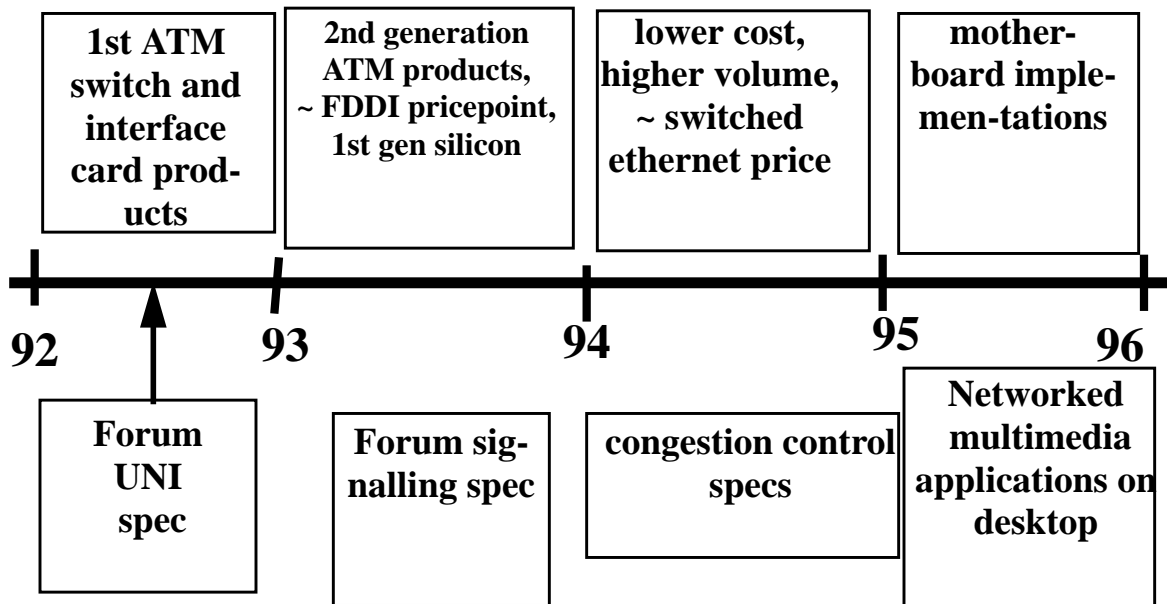 1st ATM
switch and
interface
card prod-
ucts
2nd generation
ATM products,
~ FDDI pricepoint,
1st gen silicon
lower cost,
higher volume,
~ switched
ethernet price
mother-
board imple-
men-tations
92
93
94
95
96
Forum
UNI
spec
Forum sig-
nalling spec
congestion control
specs
Networked
multimedia
applications on
desktop